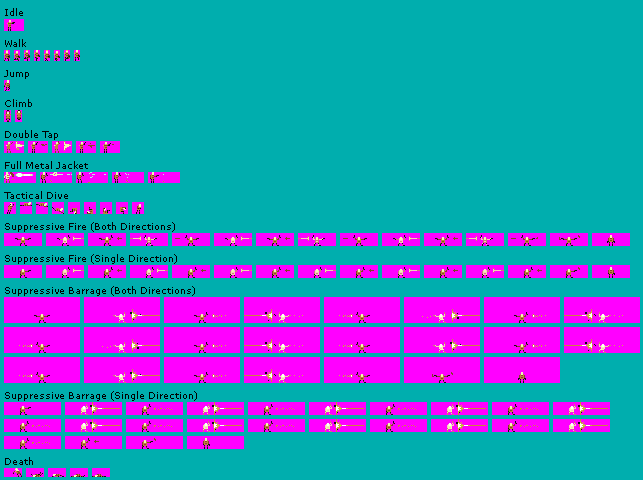 Idle
Walk
Jump
Climb
Double Tap
Full Metal Jacket
Tactical Dive
Suppressive Fire (Both Directions)
Suppressive Fire (Single Direction)
Suppressive Barrage (Both Directions)
Suppressive Barrage (Single Direction)
Death